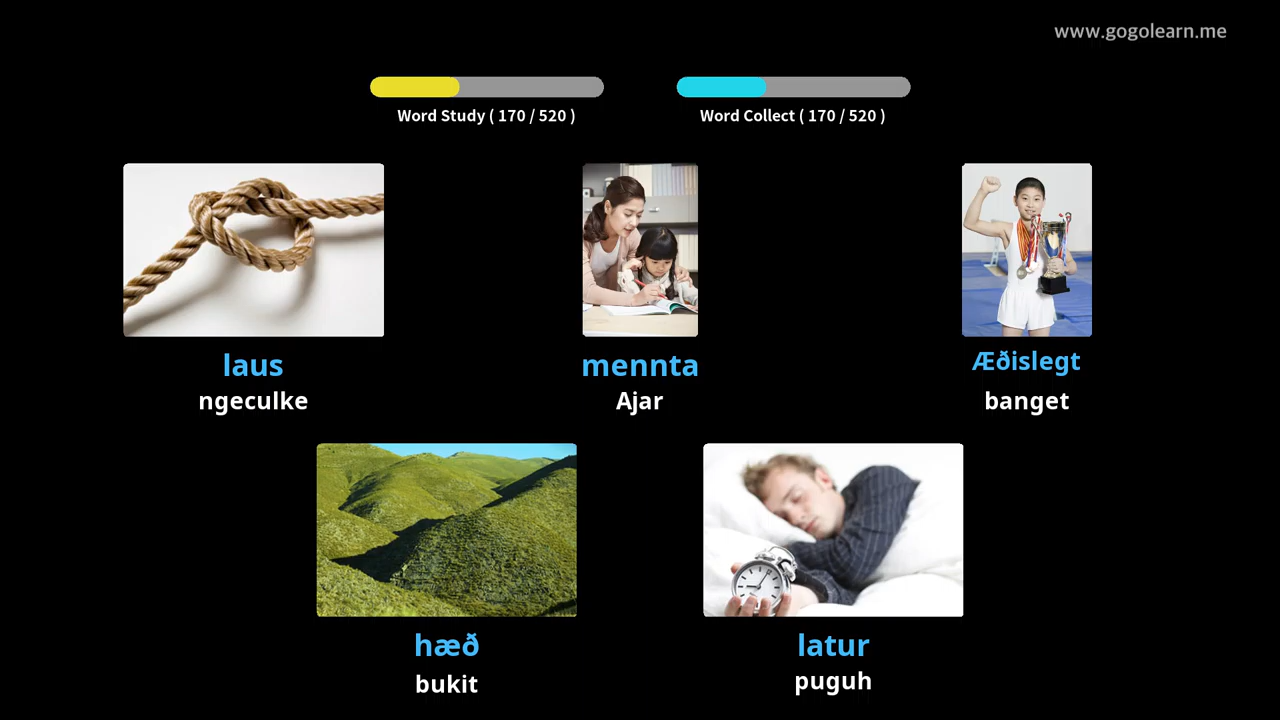 www.gogolearn.me
Word Study ( 170 / 520 )
Word Collect ( 170 / 520 )
laus
ngeculke
mennta
Ajar
Æðislegt
banget
hæð
bukit
latur
puguh